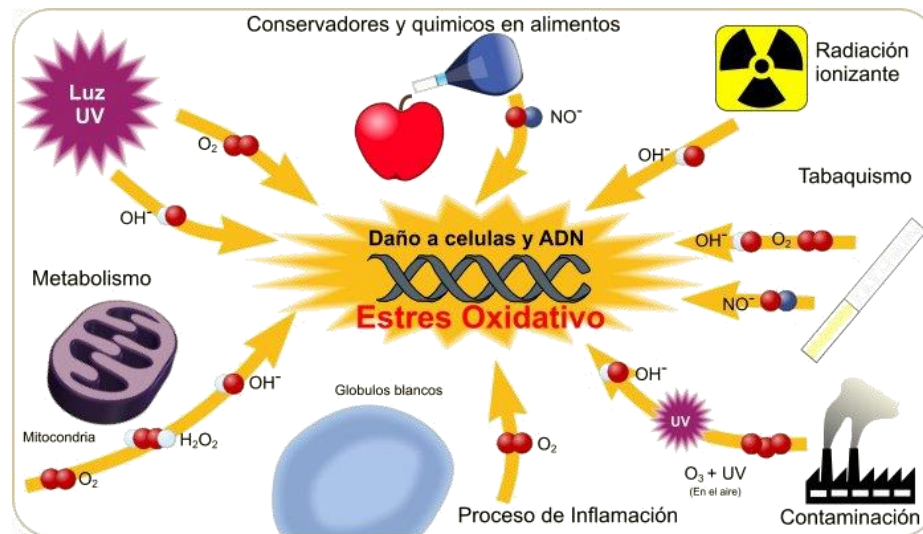 Conservadores y quimicos en alimentos
Luz
UV
O₂
NO⁻
Radiación
ionizante
OH⁻
Tabaquismo
OH⁻
Daño a celulas y ADN
OH⁻ O₂
Metabolismo
NO⁻
Estres Oxidativo
Globulos blancos
OH⁻
OH⁻
UV
Mitocondria
H₂O₂
O₂
O₂
O₃ + UV
(En el aire)
Proceso de Inflamación
Contaminación